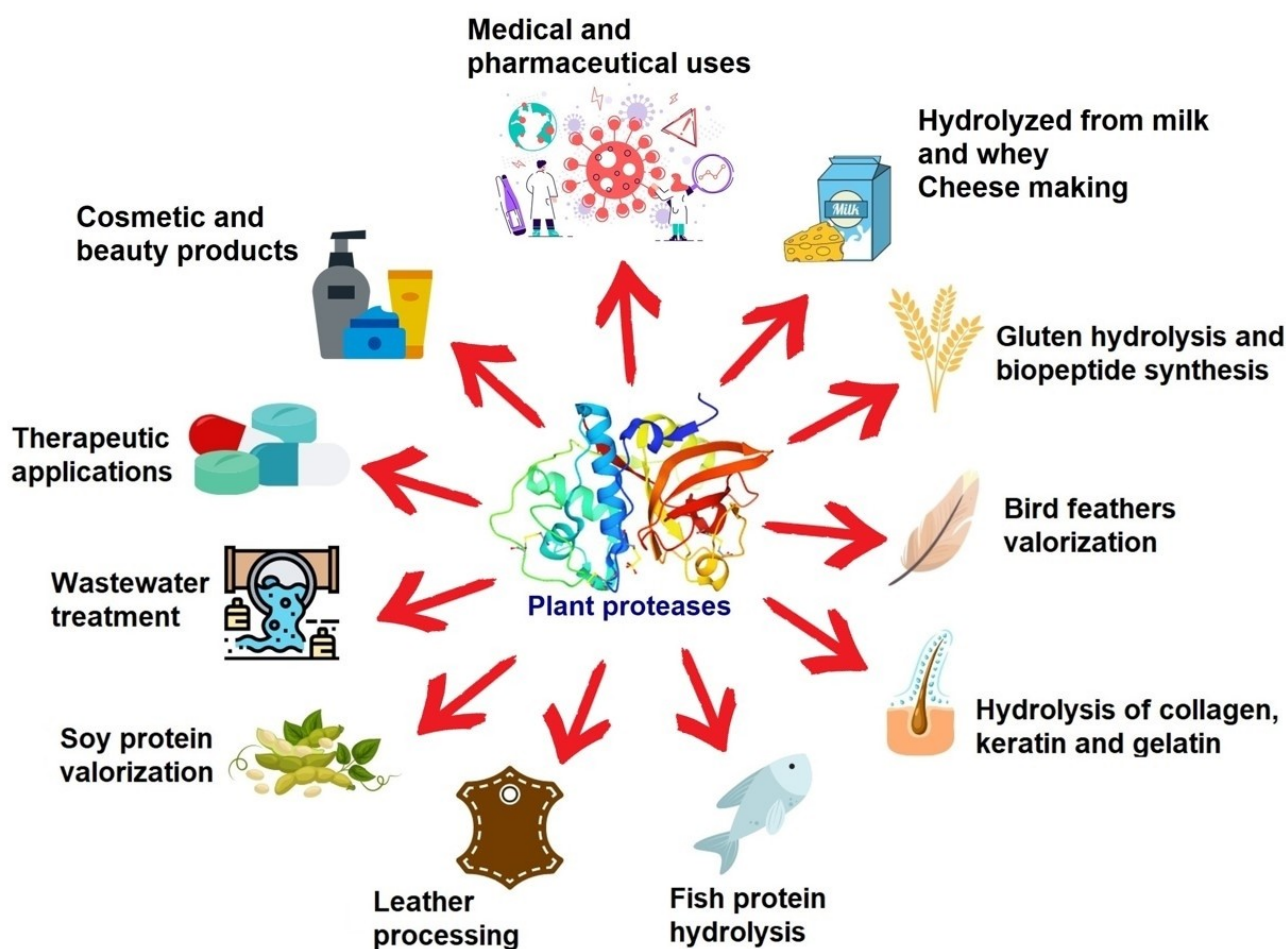 Medical and
pharmaceutical uses
Hydrolyzed from milk
and whey
Cheese making
Milk
Cosmetic and
beauty products
Gluten hydrolysis and
biopeptide synthesis
Therapeutic
applications
Bird feathers
valorization
Plant proteases
Wastewater
treatment
Hydrolysis of collagen,
keratin and gelatin
Soy protein
valorization
Leather
processing
Fish protein
hydrolysis